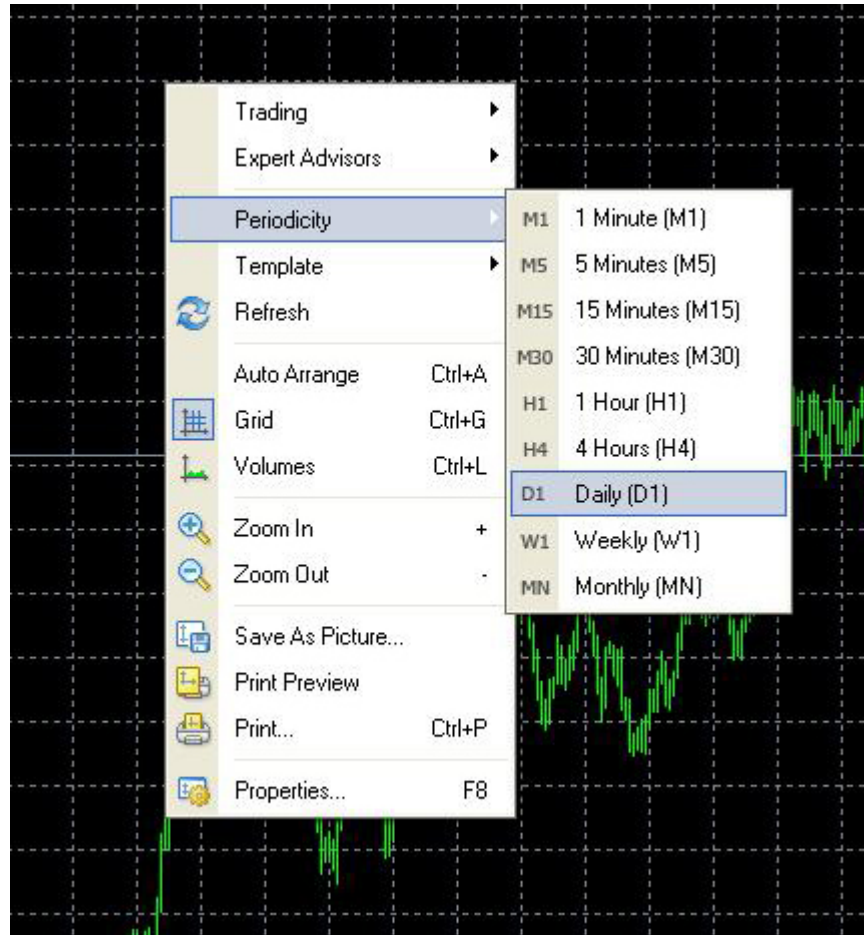 Trading
Expert Advisors
Periodicity
Template
Refresh
Auto Arrange Ctrl+A
Grid Ctrl+G
Volumes Ctrl+L
Zoom In +
Zoom Out -
Save As Picture...
Print Preview
Print... Ctrl+P
Properties... F8
M1 1 Minute (M1)
M5 5 Minutes (M5)
M15 15 Minutes (M15)
M30 30 Minutes (M30)
H1 1 Hour (H1)
H4 4 Hours (H4)
D1 Daily (D1)
W1 Weekly (W1)
MN Monthly (MN)